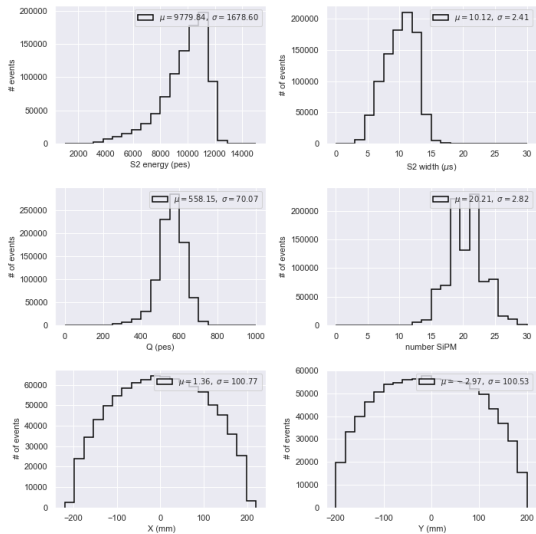 μ = 9779.84, σ = 1678.60
200000
150000
100000
50000
0
# of events
2000 4000 6000 8000 10000 12000 14000
S2 energy (pes)
μ = 10.12, σ = 2.41
200000
150000
100000
50000
0
# of events
0 5 10 15 20 25 30
S2 width (μs)
μ = 558.15, σ = 70.07
250000
200000
150000
100000
50000
0
# of events
0 200 400 600 800 1000
Q (pes)
μ = 20.21, σ = 2.82
200000
150000
100000
50000
0
# of events
0 5 10 15 20 25 30
number SiPM
μ = 1.36, σ = 100.77
60000
50000
40000
30000
20000
10000
0
# of events
−200 −100 0 100 200
X (mm)
μ = −2.97, σ = 100.53
60000
50000
40000
30000
20000
10000
0
# of events
−200 −100 0 100 200
Y (mm)